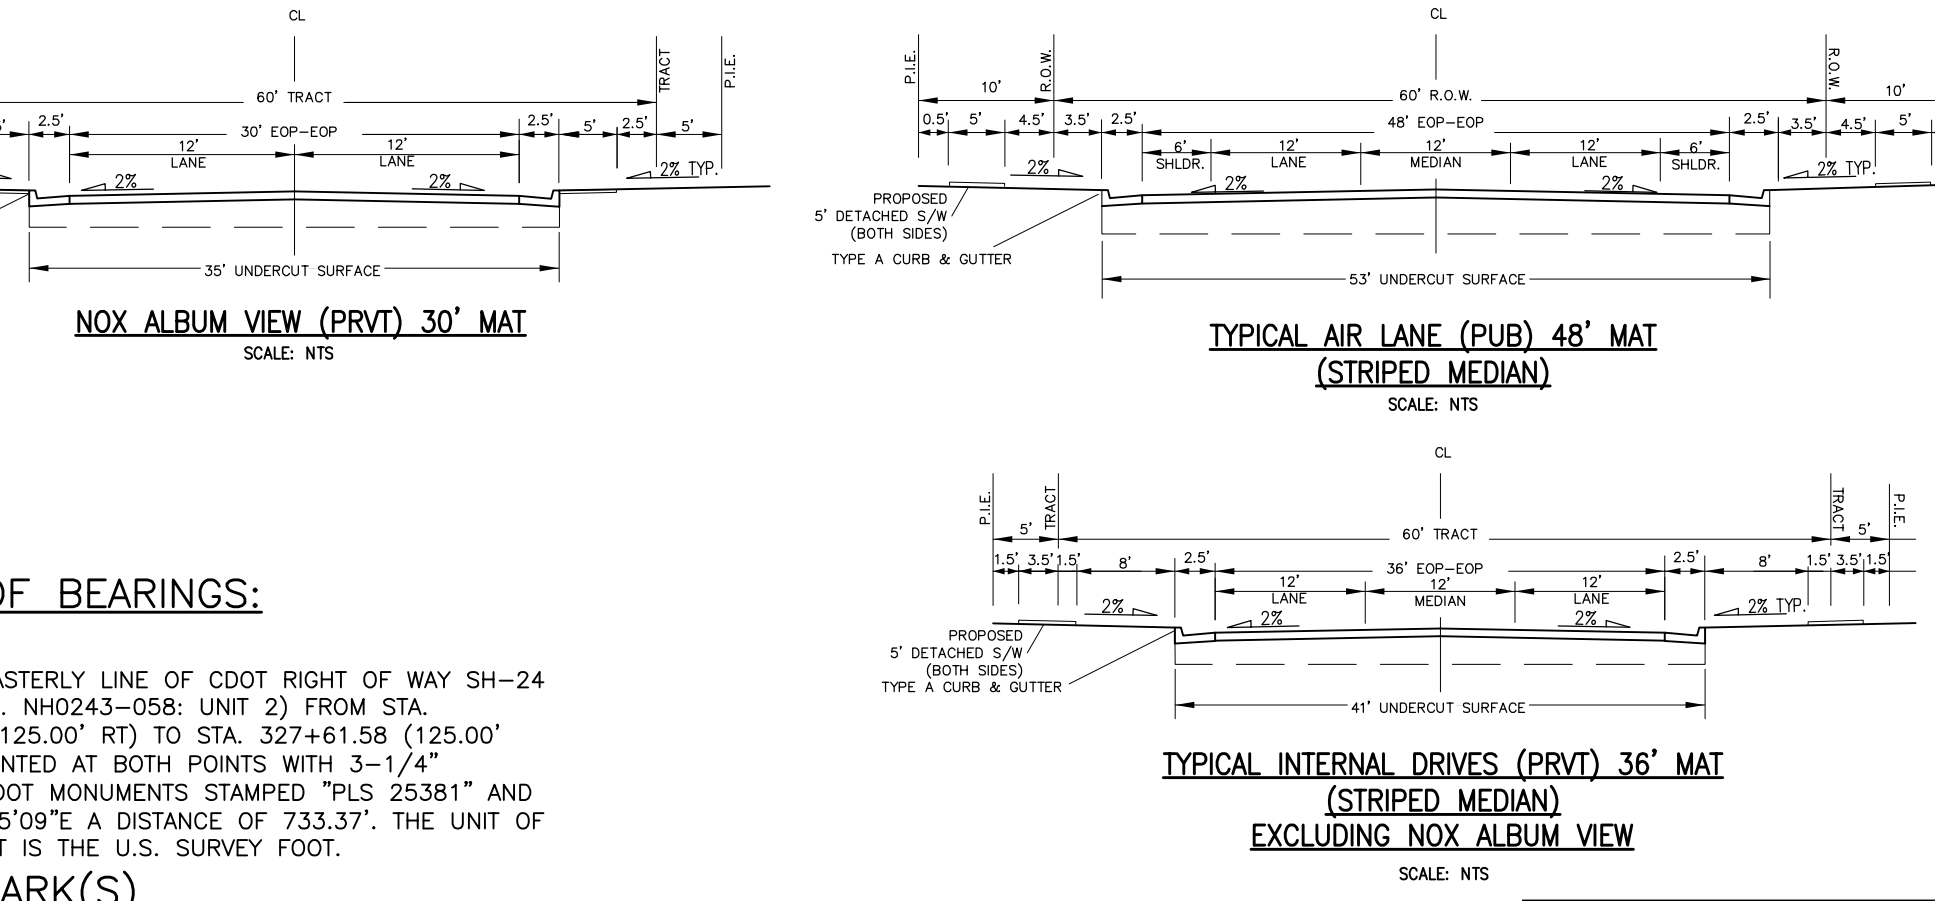 CL
TRACT
P.I.E.
60' TRACT
2.5' 30' EOP-EOP 2.5' 5' 2.5' 5'
12' 12'
LANE LANE
2% 2% 2% TYP.
35' UNDERCUT SURFACE
NOX ALBUM VIEW (PRVT) 30' MAT
SCALE: NTS
CL
P.I.E.
R.O.W.
R.O.W.
10' 60' R.O.W. 10'
0.5' 5' 4.5' 3.5' 2.5' 48' EOP-EOP 2.5' 3.5' 4.5' 5'
6' 12' 12' 12' 6'
SHLDR. LANE MEDIAN LANE SHLDR.
2% 2% 2% 2% TYP.
PROPOSED
5' DETACHED S/W
(BOTH SIDES)
TYPE A CURB & GUTTER
53' UNDERCUT SURFACE
TYPICAL AIR LANE (PUB) 48' MAT
(STRIPED MEDIAN)
SCALE: NTS
CL
P.I.E.
TRACT
TRACT
P.I.E.
5' 60' TRACT 5'
1.5' 3.5' 1.5' 8' 2.5' 36' EOP-EOP 2.5' 8' 1.5' 3.5' 1.5'
12' 12' 12'
LANE MEDIAN LANE
2% 2% 2% 2% TYP.
PROPOSED
5' DETACHED S/W
(BOTH SIDES)
TYPE A CURB & GUTTER
41' UNDERCUT SURFACE
TYPICAL INTERNAL DRIVES (PRVT) 36' MAT
(STRIPED MEDIAN)
EXCLUDING NOX ALBUM VIEW
SCALE: NTS
OF BEARINGS:
ASTERLY LINE OF CDOT RIGHT OF WAY SH-24
. NH0243-058: UNIT 2) FROM STA.
(125.00' RT) TO STA. 327+61.58 (125.00'
NTED AT BOTH POINTS WITH 3-1/4"
DOT MONUMENTS STAMPED "PLS 25381" AND
5'09"E A DISTANCE OF 733.37'. THE UNIT OF
T IS THE U.S. SURVEY FOOT.
ARK(S)